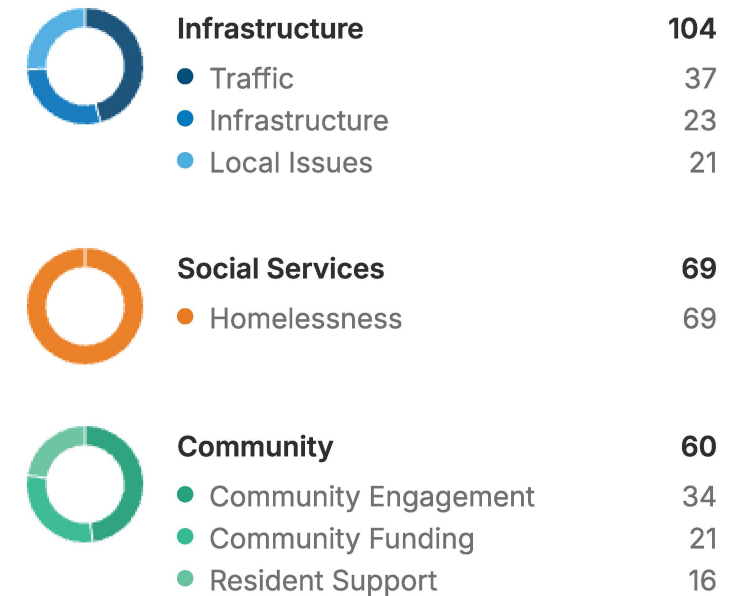 Infrastructure 104
Traffic 37
Infrastructure 23
Local Issues 21
Social Services 69
Homelessness 69
Community 60
Community Engagement 34
Community Funding 21
Resident Support 16